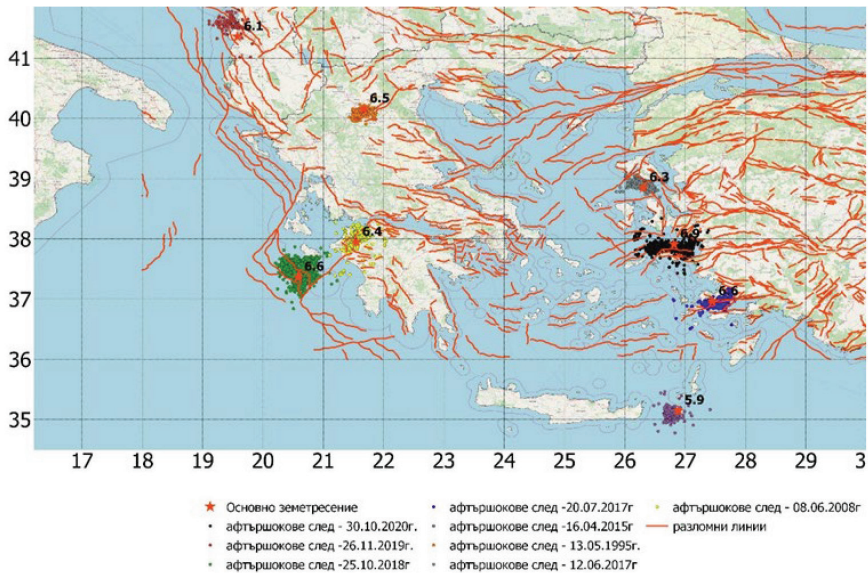 6.1
41
6.5
40
6.3
39
6.4
6.9
38
6.6
6.6
37
36
5.9
35
17 18 19 20 21 22 23 24 25 26 27 28 29 3
Основно земетресение
афтършокове след -20.07.2017г
афтършокове след - 08.06.2008г
афтършокове след - 30.10.2020г.
афтършокове след -16.04.2015г
разломни линии
афтършокове след -26.11.2019г.
афтършокове след - 13.05.1995г.
афтършокове след -25.10.2018г
афтършокове след - 12.06.2017г